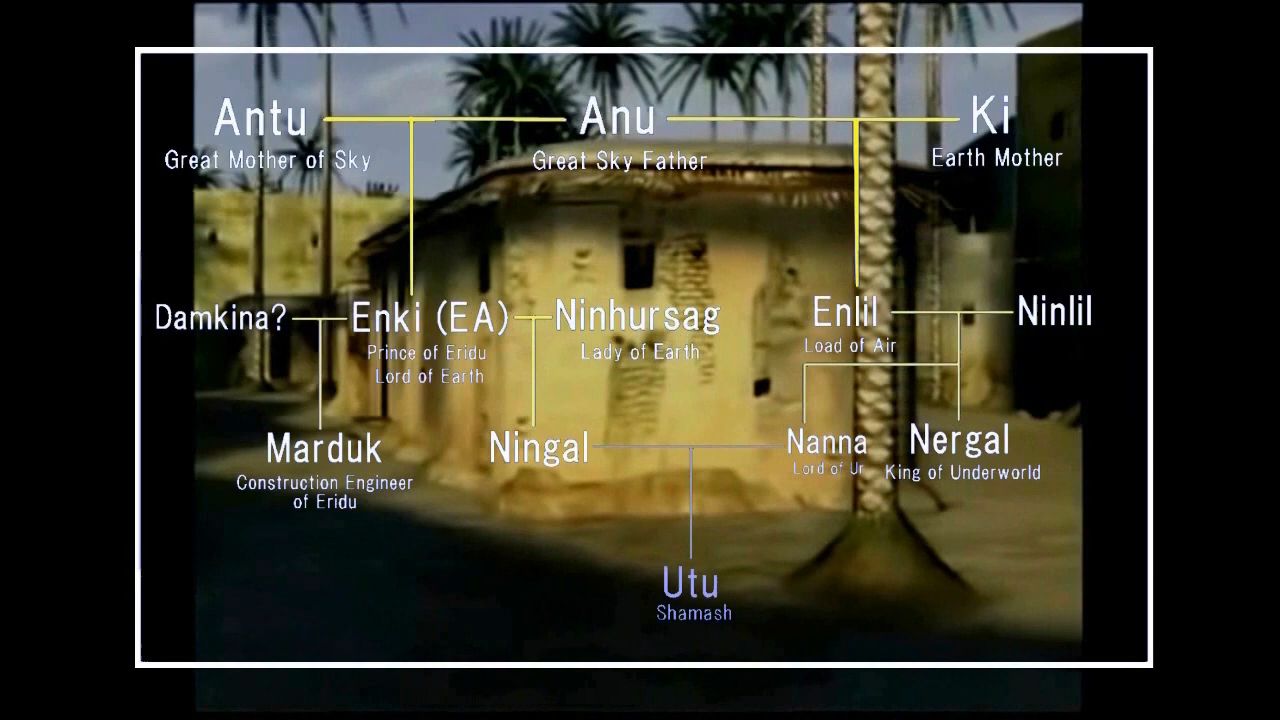 Antu Anu Ki
Great Mother of Sky Great Sky Father Earth Mother
Damkina? Enki (EA) Ninhursag Enlil Ninlil
Prince of Eridu Lady of Earth Load of Air
Lord of Earth
Marduk Ningal Nanna Nergal
Construction Engineer Lord of Ur King of Underworld
of Eridu
Utu
Shamash